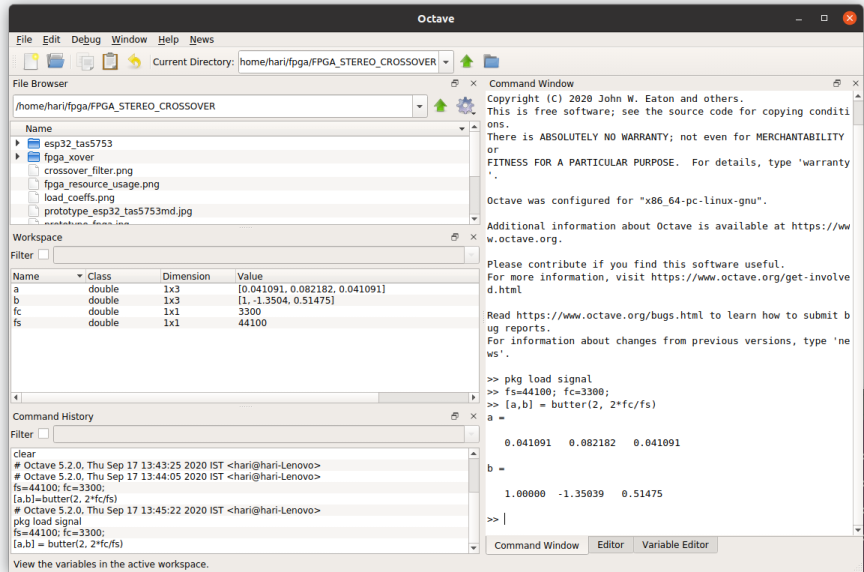 Octave
File Edit Debug Window Help News
Current Directory: home/hari/fpga/FPGA_STEREO_CROSSOVER
File Browser
/home/hari/fpga/FPGA_STEREO_CROSSOVER
Name
esp32_tas5753
fpga_xover
crossover_filter.png
fpga_resource_usage.png
load_coeffs.png
prototype_esp32_tas5753md.jpg
prototype_fpga.jpg
Workspace
Filter
Name Class Dimension Value
a double 1x3 [0.041091, 0.082182, 0.041091]
b double 1x3 [1, -1.3504, 0.51475]
fc double 1x1 3300
fs double 1x1 44100
Command History
Filter
clear
# Octave 5.2.0, Thu Sep 17 13:43:25 2020 IST <hari@hari-Lenovo>
# Octave 5.2.0, Thu Sep 17 13:44:05 2020 IST <hari@hari-Lenovo>
fs=44100; fc=3300;
[a,b]=butter(2, 2*fc/fs)
# Octave 5.2.0, Thu Sep 17 13:45:22 2020 IST <hari@hari-Lenovo>
pkg load signal
fs=44100; fc=3300;
[a,b] = butter(2, 2*fc/fs)
Command Window
Copyright (C) 2020 John W. Eaton and others.
This is free software; see the source code for copying conditi
ons.
There is ABSOLUTELY NO WARRANTY; not even for MERCHANTABILITY
or
FITNESS FOR A PARTICULAR PURPOSE.  For details, type 'warranty
'.
Octave was configured for "x86_64-pc-linux-gnu".
Additional information about Octave is available at https://ww
w.octave.org.
Please contribute if you find this software useful.
For more information, visit https://www.octave.org/get-involve
d.html
Read https://www.octave.org/bugs.html to learn how to submit b
ug reports.
For information about changes from previous versions, type 'ne
ws'.
>> pkg load signal
>> fs=44100; fc=3300;
>> [a,b] = butter(2, 2*fc/fs)
a =
0.041091   0.082182   0.041091
b =
1.00000  -1.35039   0.51475
>>
Command Window Editor Variable Editor
View the variables in the active workspace.